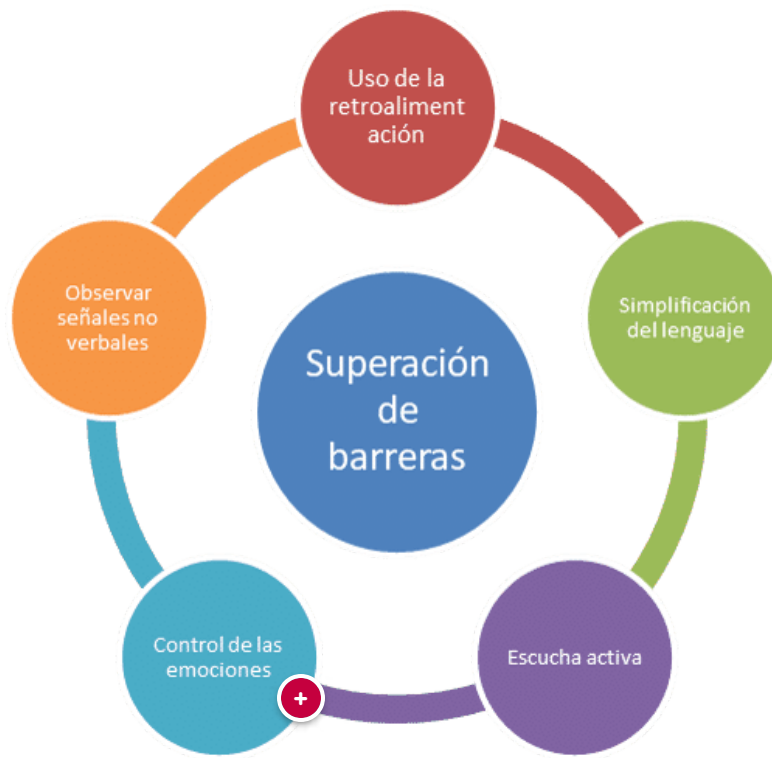 Uso de la
retroaliment
ación
Simplificación
del lenguaje
Escucha activa
Control de las
emociones
Observar
señales no
verbales
Superación
de
barreras
+